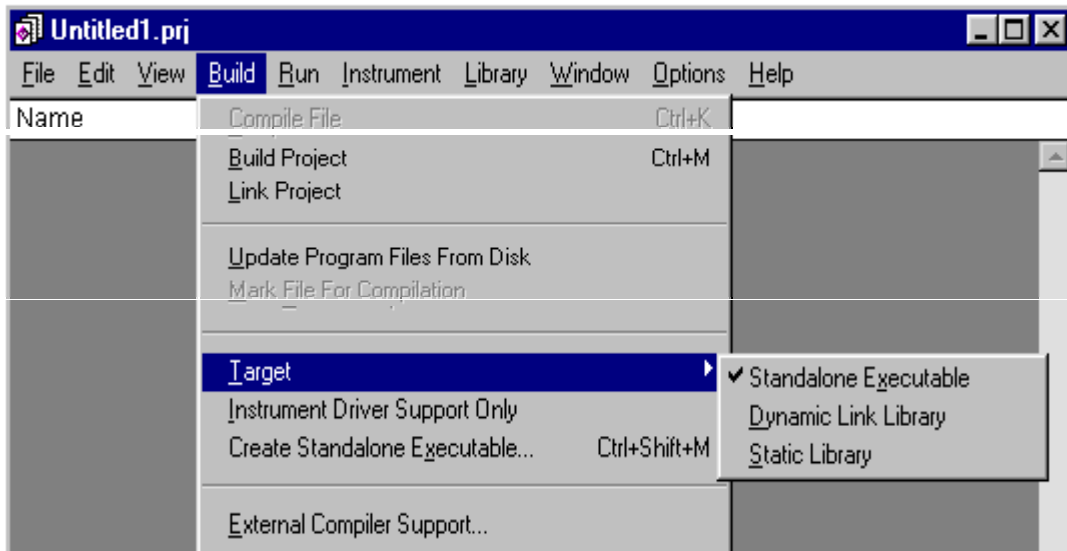 Untitled1.prj
File Edit View Build Run Instrument Library Window Options Help
Name
Compile File Ctrl+K
Build Project Ctrl+M
Link Project
Update Program Files From Disk
Mark File For Compilation
Target
Standalone Executable
Instrument Driver Support Only
Dynamic Link Library
Create Standalone Executable... Ctrl+Shift+M
Static Library
External Compiler Support...